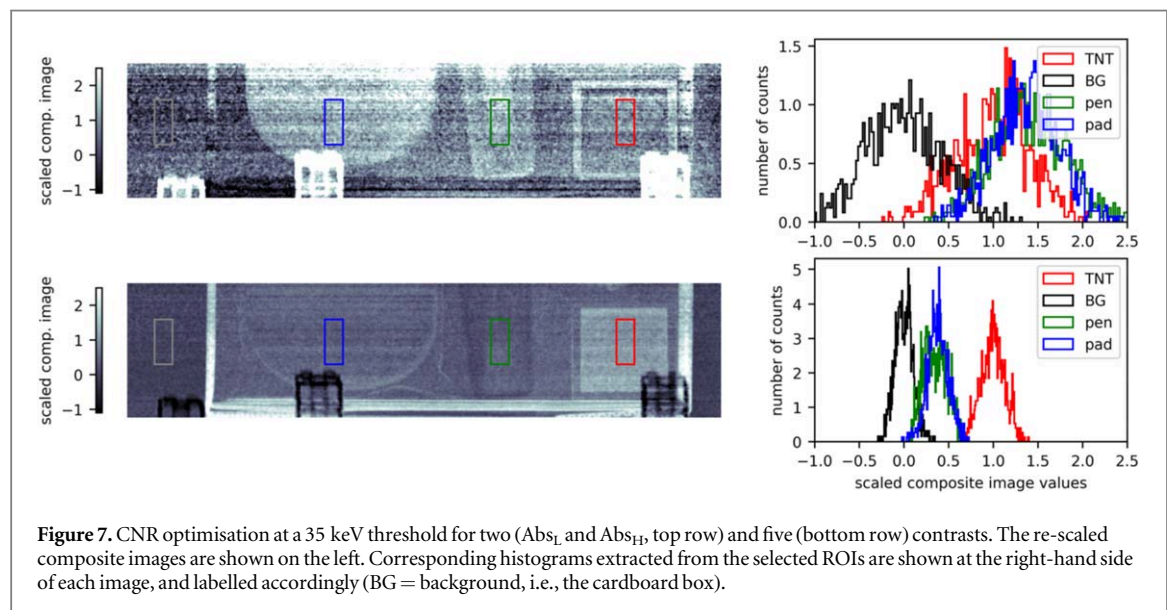 scaled comp. image
2
1
0
−1
number of counts
1.5
1.0
0.5
0.0
TNT
BG
pen
pad
−1.0 −0.5 0.0 0.5 1.0 1.5 2.0 2.5
scaled comp. image
2
1
0
−1
number of counts
5
4
3
2
1
0
TNT
BG
pen
pad
−1.0 −0.5 0.0 0.5 1.0 1.5 2.0 2.5
scaled composite image values
Figure 7. CNR optimisation at a 35 keV threshold for two (AbsL and AbsH, top row) and five (bottom row) contrasts. The re-scaled
composite images are shown on the left. Corresponding histograms extracted from the selected ROIs are shown at the right-hand side
of each image, and labelled accordingly (BG = background, i.e., the cardboard box).